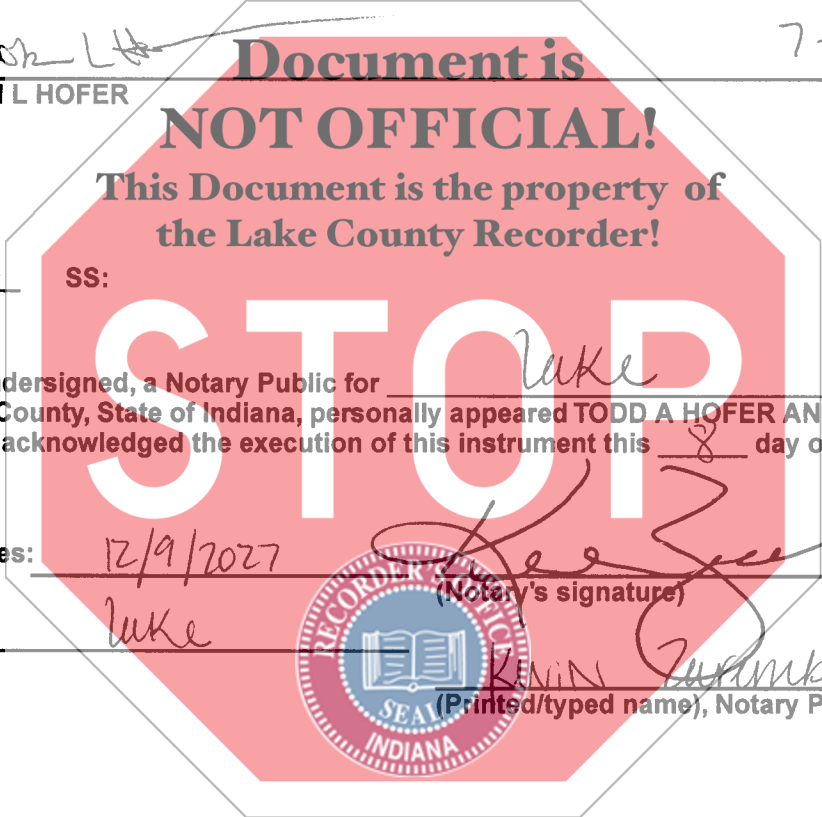 7-
L HOFER
Document is
NOT OFFICIAL!
This Document is the property of
the Lake County Recorder!
SS:
STOP
dersigned, a Notary Public for Lake
County, State of Indiana, personally appeared TODD A HOFER AN
acknowledged the execution of this instrument this 8 day o
es: 12/9/2027
(Notary's signature)
Lake
RECORDER'S OFFICE
SEAL
INDIANA
(Printed/typed name), Notary P